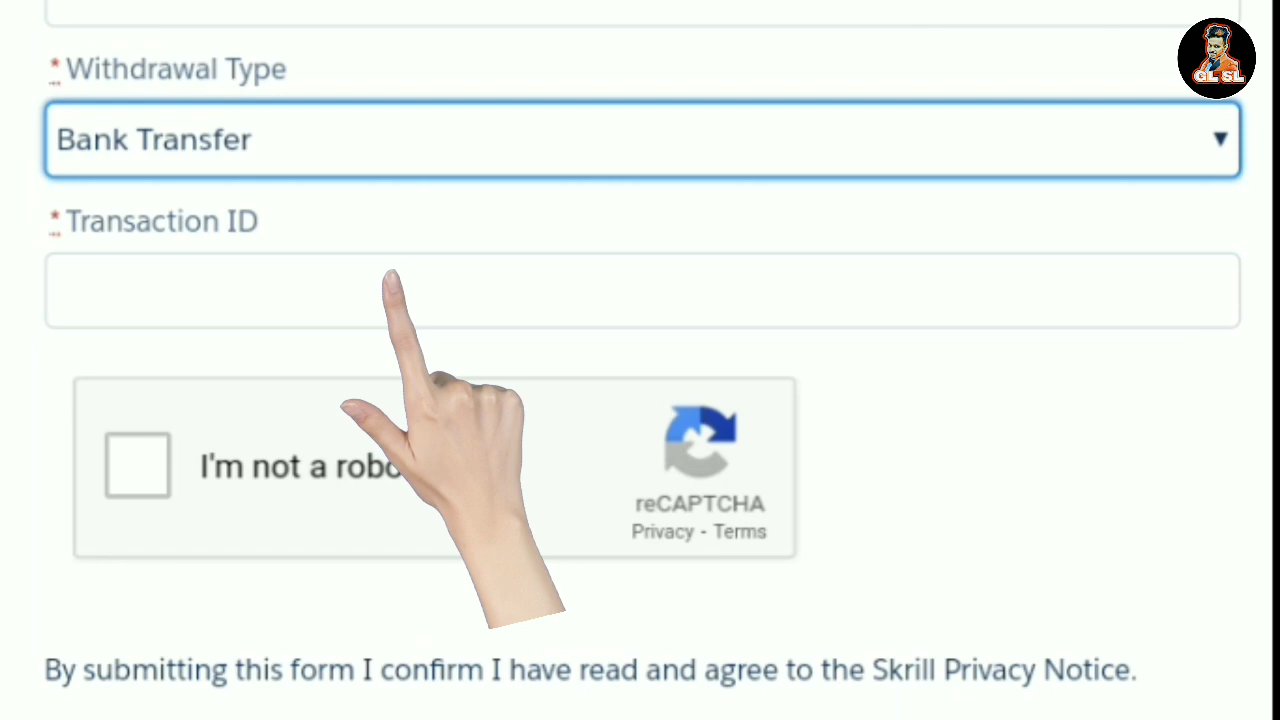 * Withdrawal Type
Bank Transfer
* Transaction ID
I'm not a robo
reCAPTCHA
Privacy - Terms
By submitting this form I confirm I have read and agree to the Skrill Privacy Notice.
GL SL